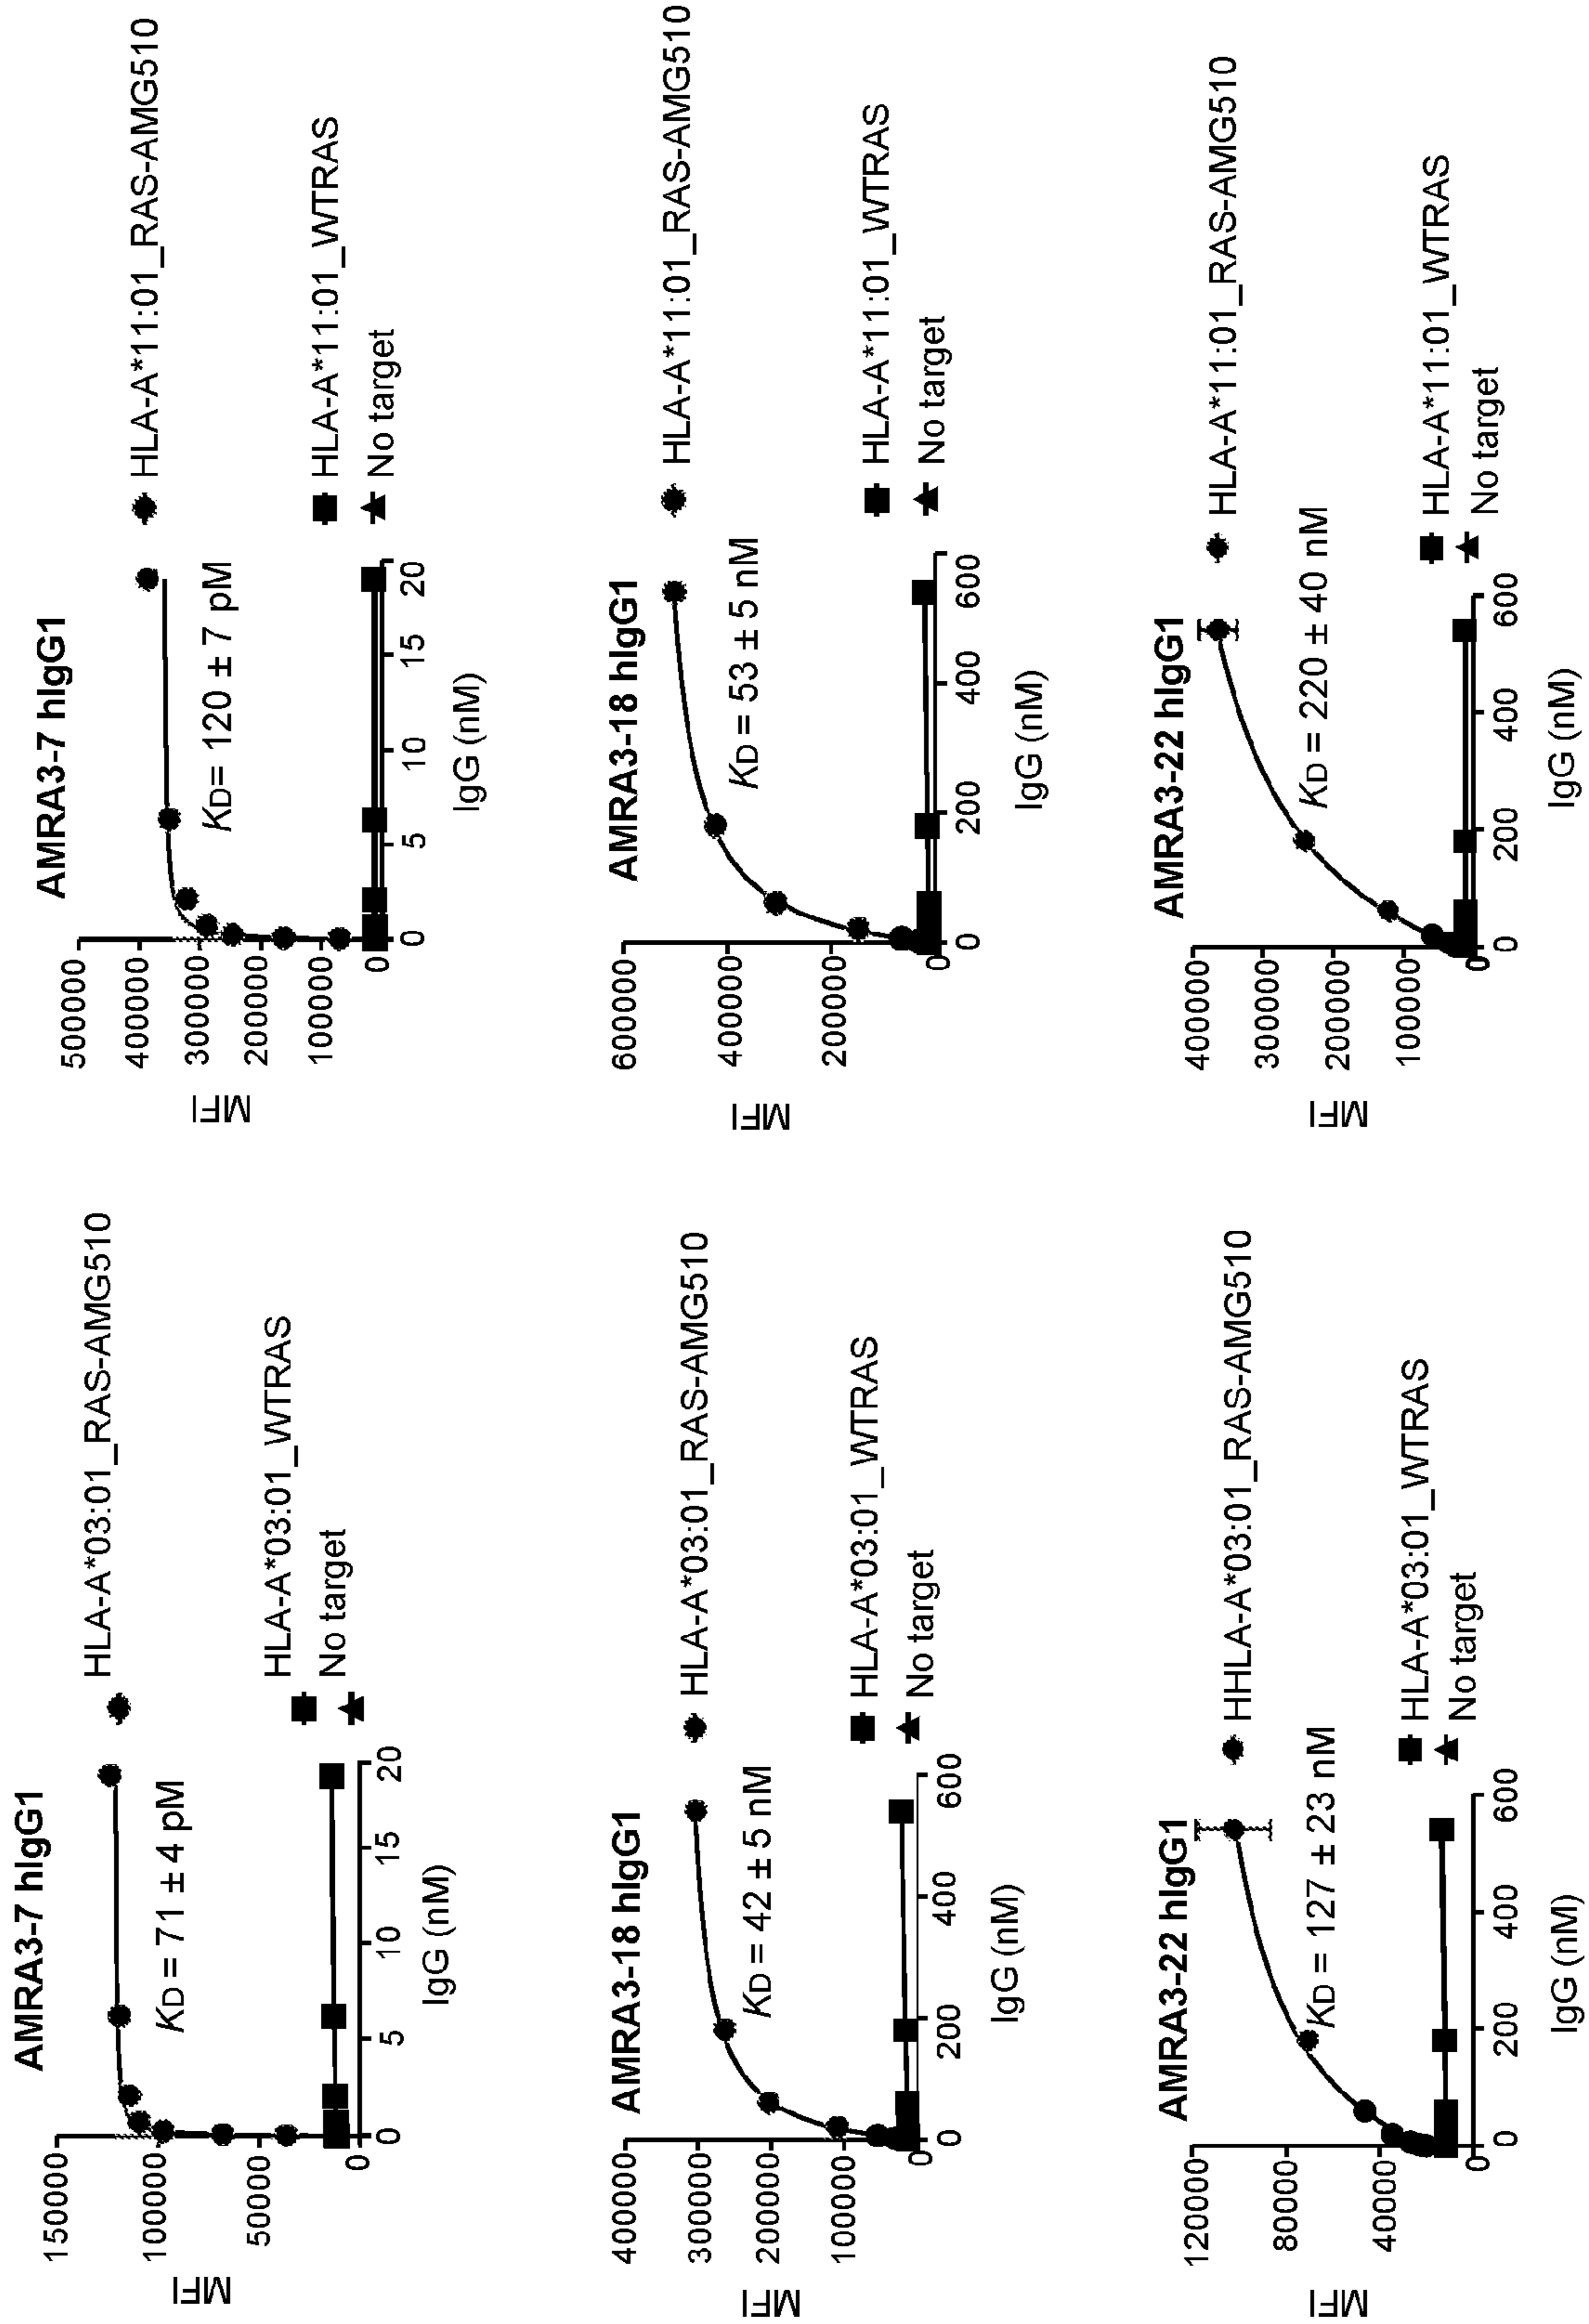 AMRA3-7 hIgG1
150000
100000
50000
0
MFI
HLA-A*03:01_RAS-AMG510
KD = 71 ± 4 pM
HLA-A*03:01_WTRAS
No target
0 5 10 15 20
IgG (nM)
AMRA3-7 hIgG1
500000
400000
300000
200000
100000
0
MFI
HLA-A*11:01_RAS-AMG510
KD= 120 ± 7 pM
HLA-A*11:01_WTRAS
No target
0 5 10 15 20
IgG (nM)
AMRA3-18 hIgG1
400000
300000
200000
100000
0
MFI
HLA-A*03:01_RAS-AMG510
KD = 42 ± 5 nM
HLA-A*03:01_WTRAS
No target
0 200 400 600
IgG (nM)
AMRA3-18 hIgG1
600000
400000
200000
0
MFI
HLA-A*11:01_RAS-AMG510
KD = 53 ± 5 nM
HLA-A*11:01_WTRAS
No target
0 200 400 600
IgG (nM)
AMRA3-22 hIgG1
120000
80000
40000
0
MFI
HHLA-A*03:01_RAS-AMG510
KD = 127 ± 23 nM
HLA-A*03:01_WTRAS
No target
0 200 400 600
IgG (nM)
AMRA3-22 hIgG1
400000
300000
200000
100000
0
MFI
HLA-A*11:01_RAS-AMG510
KD = 220 ± 40 nM
HLA-A*11:01_WTRAS
No target
0 200 400 600
IgG (nM)